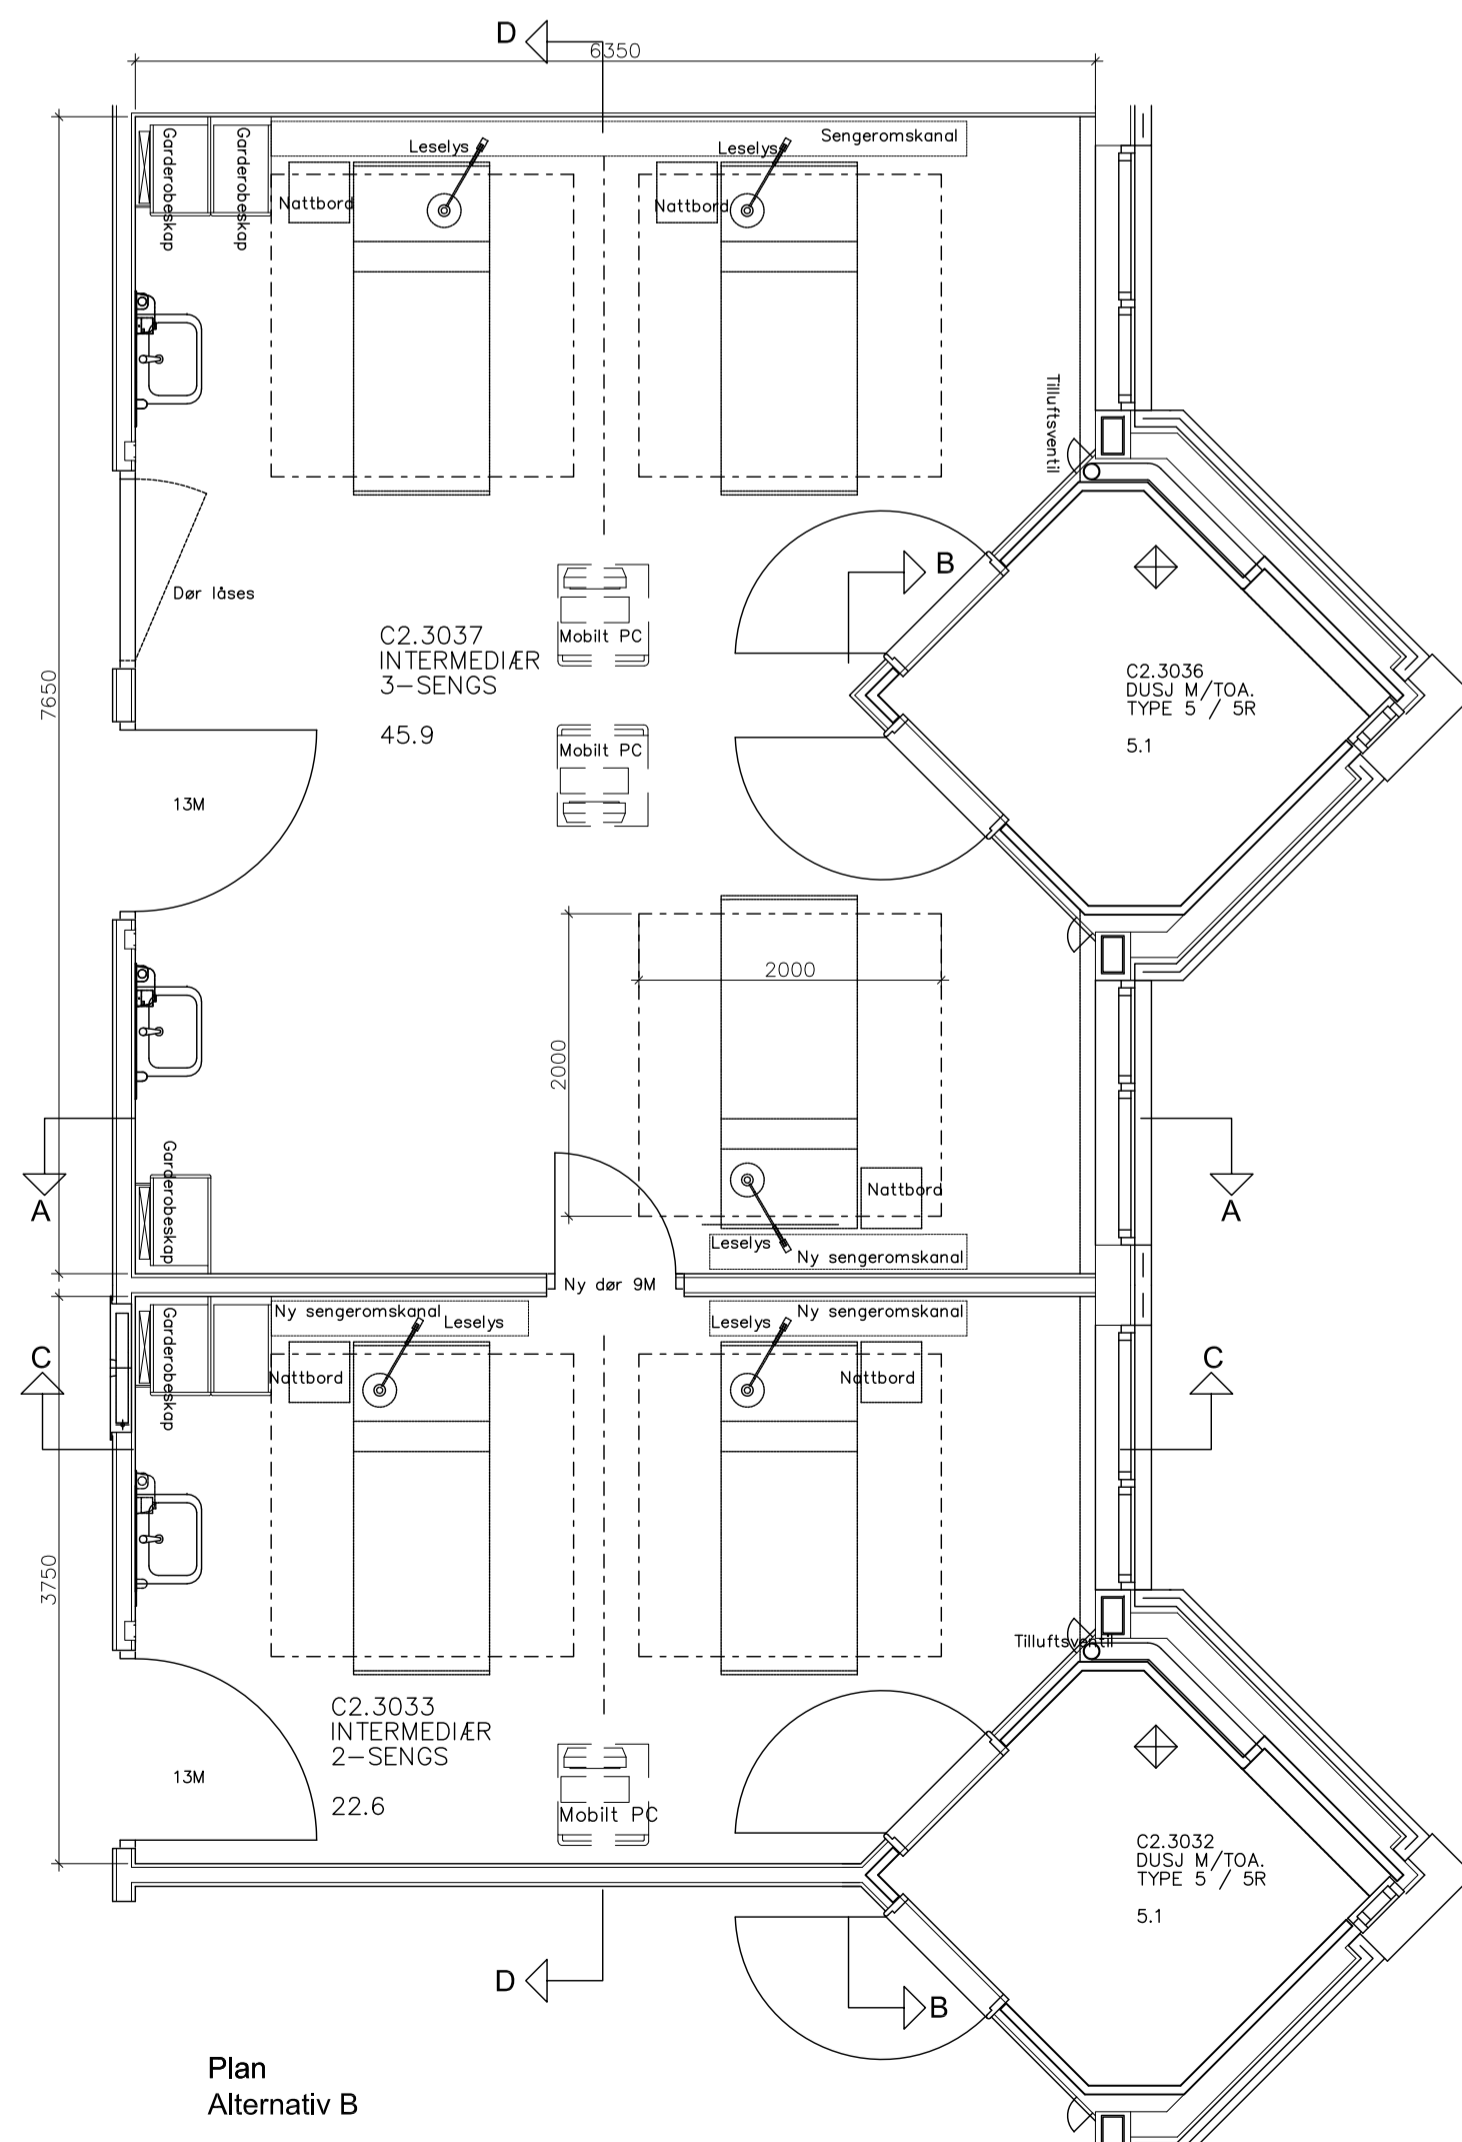 D
6350
Garderobeskap
Garderobeskap
Leselys
Leselys
Sengeromskanal
Nattbord
Nattbord
Tilluftsventil
7650
Dør låses
B
C2.3037
INTERMEDIÆR
3-SENGS
45.9
Mobilt PC
Mobilt PC
C2.3036
DUSJ M/TOA.
TYPE 5 / 5R
5.1
13M
2000
2000
Garderobeskap
A
A
Nattbord
Leselys
Ny sengeromskanal
Ny dør 9M
Ny sengeromskanal
Leselys
Leselys
Ny sengeromskanal
Garderobeskap
Nattbord
Nattbord
C
C
3750
Tilluftsventil
C2.3033
INTERMEDIÆR
2-SENGS
22.6
13M
Mobilt PC
C2.3032
DUSJ M/TOA.
TYPE 5 / 5R
5.1
D
B
Plan
Alternativ B